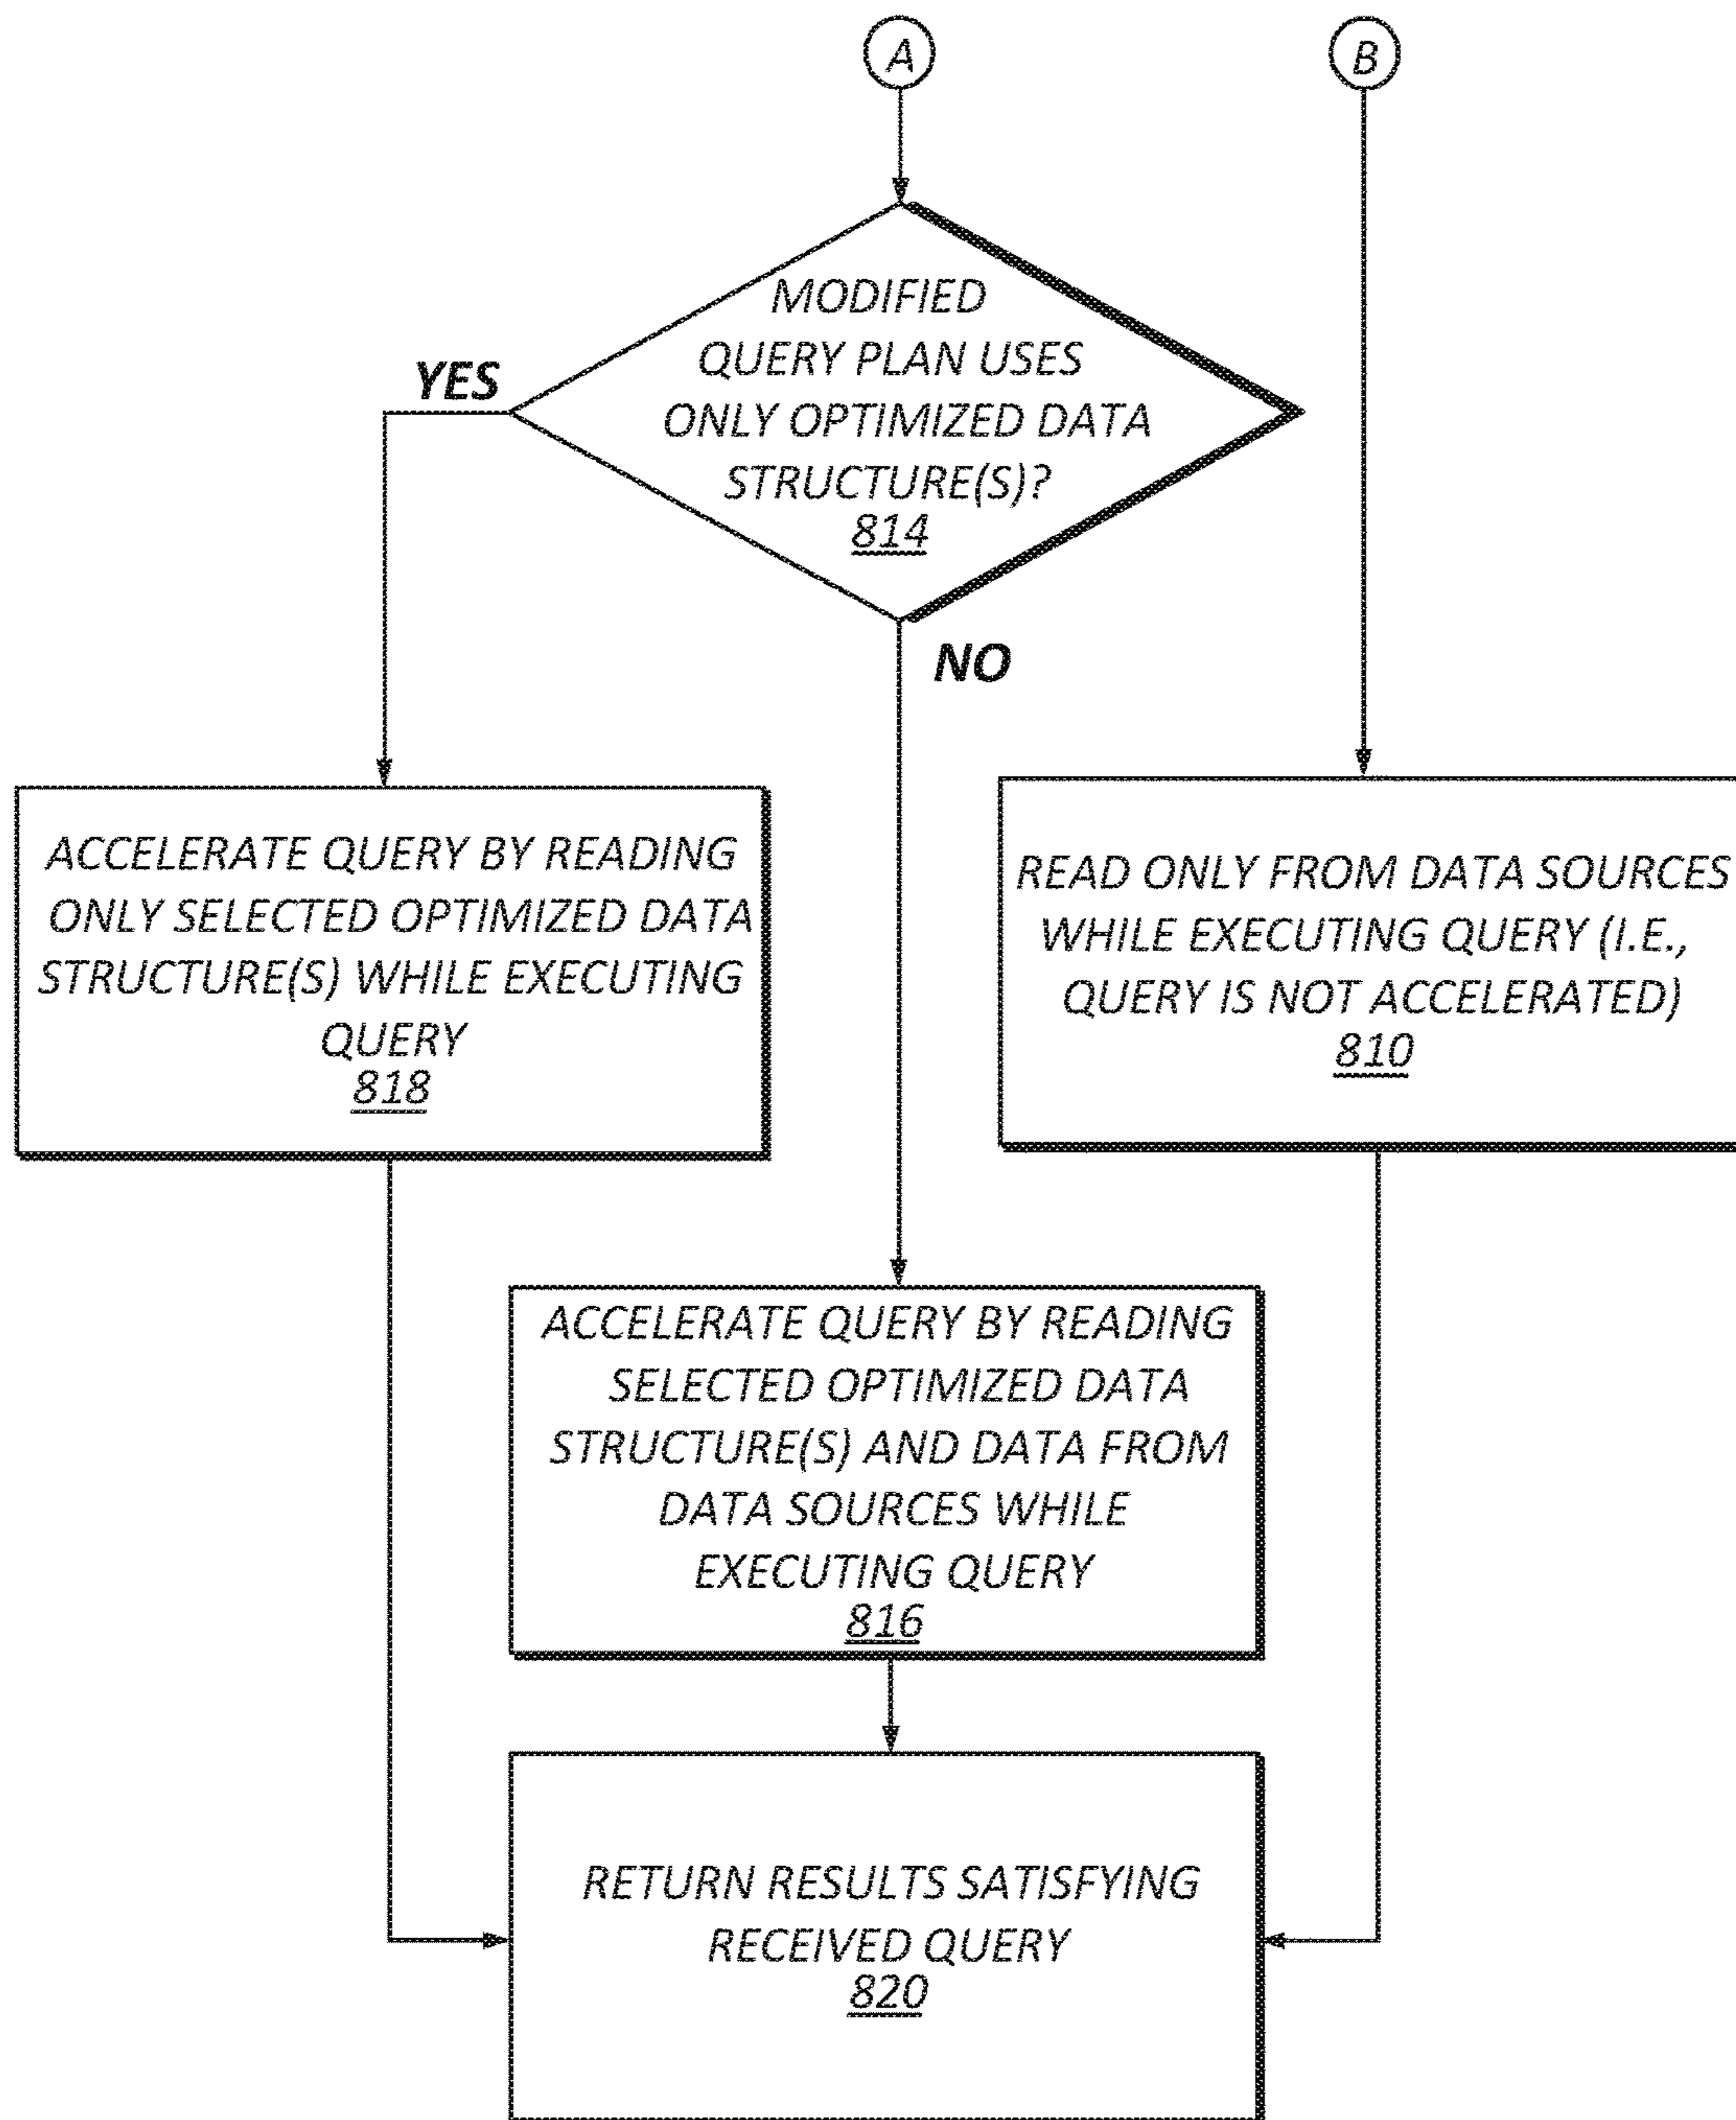 A
B
MODIFIED
QUERY PLAN USES
ONLY OPTIMIZED DATA
STRUCTURE(S)?
814
YES
NO
ACCELERATE QUERY BY READING
ONLY SELECTED OPTIMIZED DATA
STRUCTURE(S) WHILE EXECUTING
QUERY
818
READ ONLY FROM DATA SOURCES
WHILE EXECUTING QUERY (I.E.,
QUERY IS NOT ACCELERATED)
810
ACCELERATE QUERY BY READING
SELECTED OPTIMIZED DATA
STRUCTURE(S) AND DATA FROM
DATA SOURCES WHILE
EXECUTING QUERY
816
RETURN RESULTS SATISFYING
RECEIVED QUERY
820